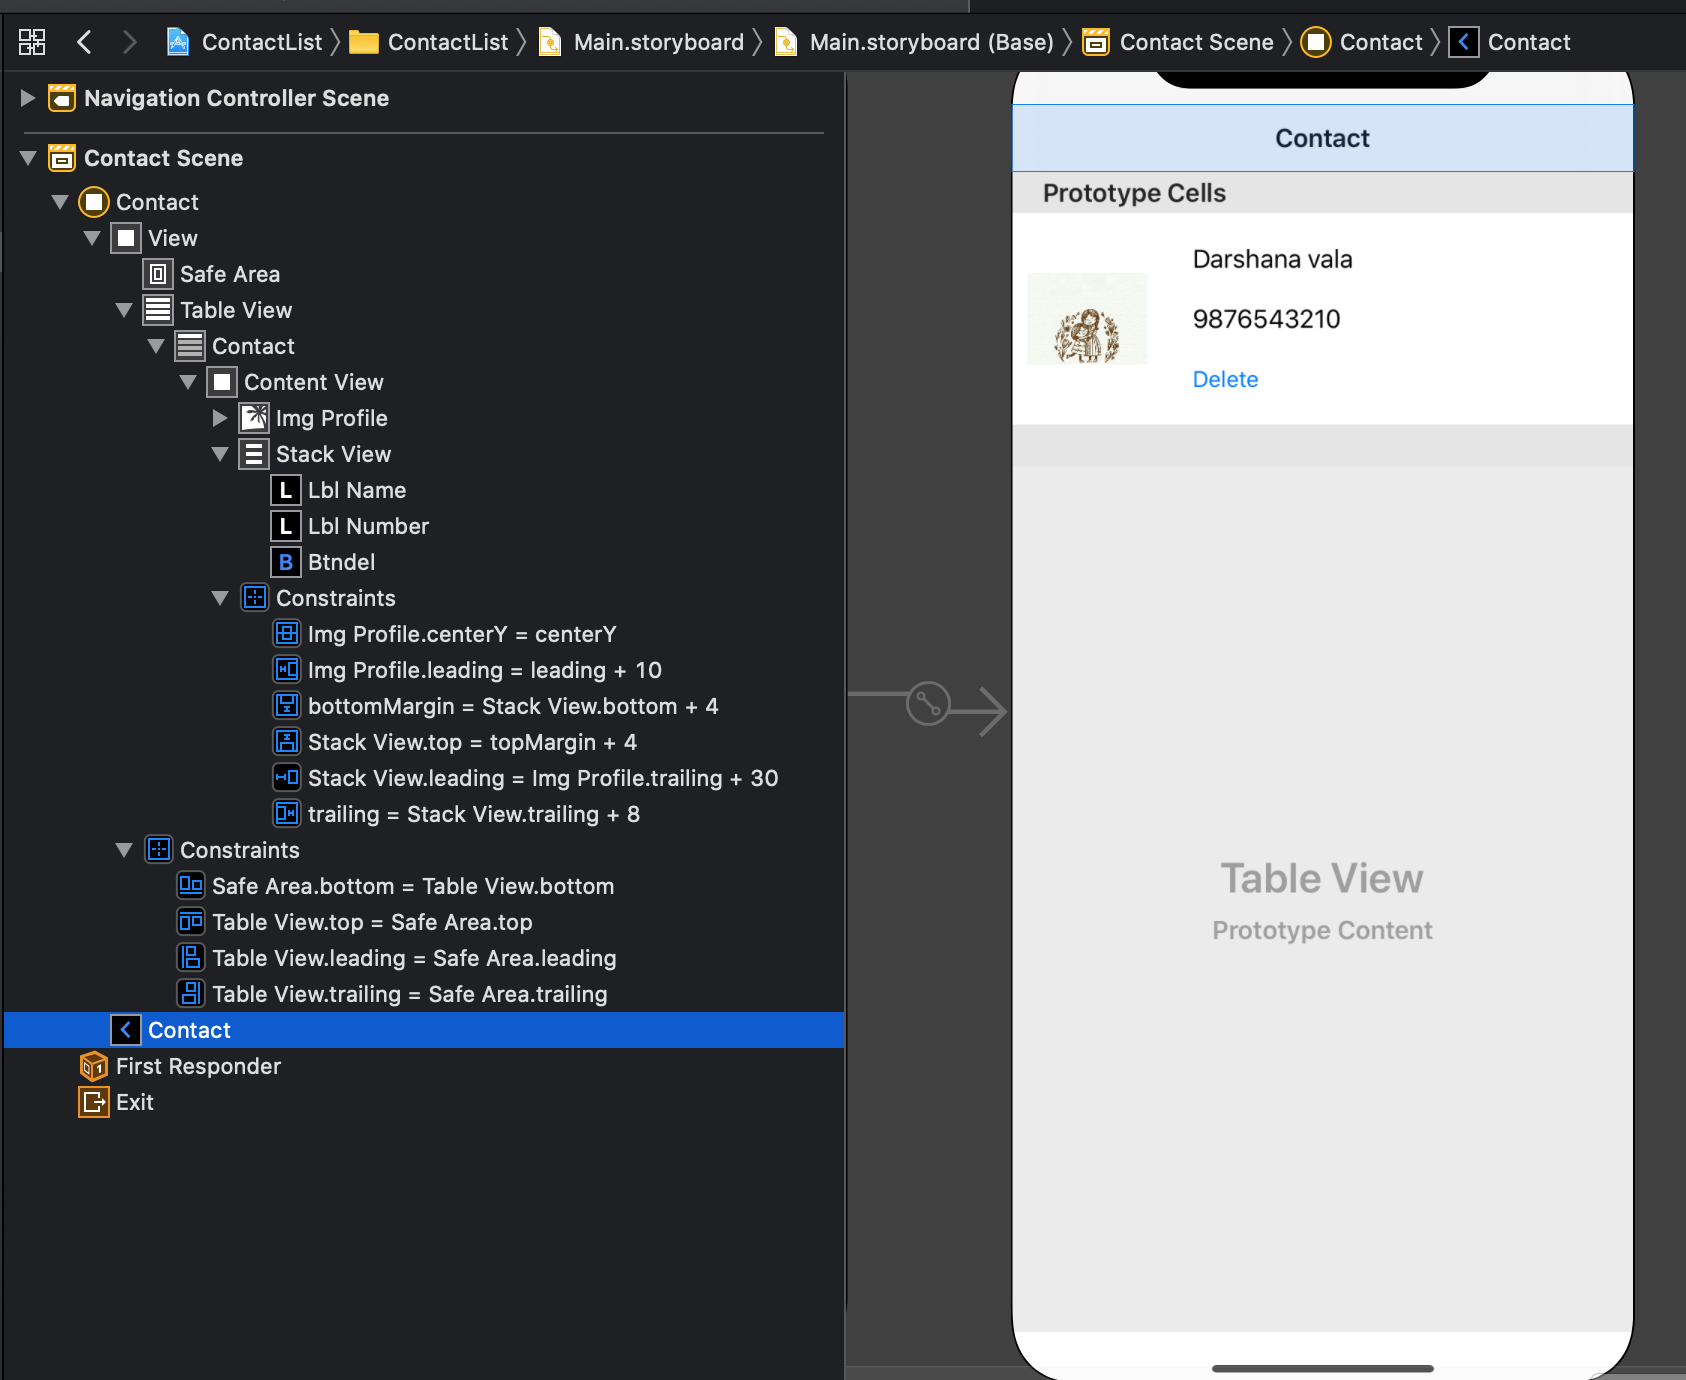 ContactList ContactList Main.storyboard Main.storyboard (Base) Contact Scene Contact Contact
Navigation Controller Scene
Contact Scene
Contact
View
Safe Area
Table View
Contact
Content View
Img Profile
Stack View
L Lbl Name
L Lbl Number
B Btndel
Constraints
Img Profile.centerY = centerY
Img Profile.leading = leading + 10
bottomMargin = Stack View.bottom + 4
Stack View.top = topMargin + 4
Stack View.leading = Img Profile.trailing + 30
trailing = Stack View.trailing + 8
Constraints
Safe Area.bottom = Table View.bottom
Table View.top = Safe Area.top
Table View.leading = Safe Area.leading
Table View.trailing = Safe Area.trailing
Contact
First Responder
Exit
Contact
Prototype Cells
Darshana vala
9876543210
Delete
Table View
Prototype Content